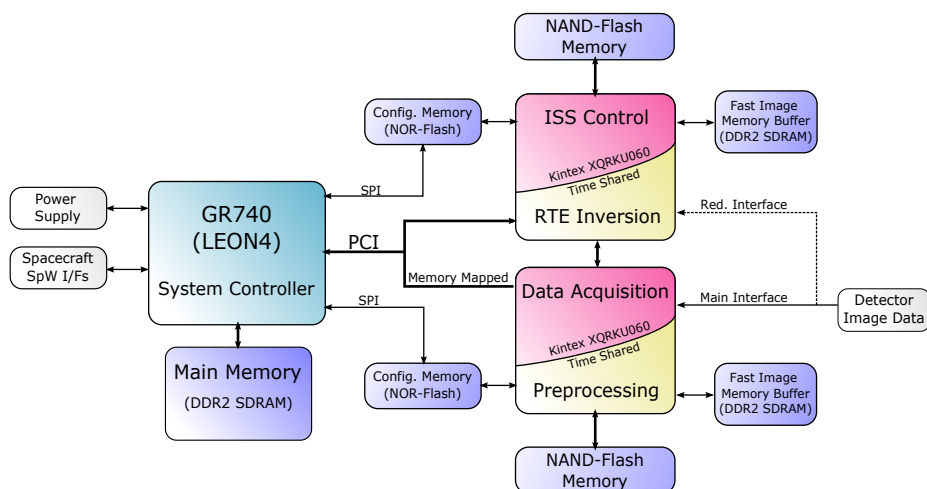 NAND-Flash
Memory
Config. Memory
(NOR-Flash)
ISS Control
Kintex XQRKU060
Time Shared
RTE Inversion
Fast Image
Memory Buffer
(DDR2 SDRAM)
SPI
Power
Supply
Spacecraft
SpW I/Fs
GR740
(LEON4)
System Controller
PCI
Memory Mapped
Red. Interface
Main Interface
Detector
Image Data
SPI
Data Acquisition
Kintex XQRKU060
Time Shared
Preprocessing
Main Memory
(DDR2 SDRAM)
Config. Memory
(NOR-Flash)
Fast Image
Memory Buffer
(DDR2 SDRAM)
NAND-Flash
Memory